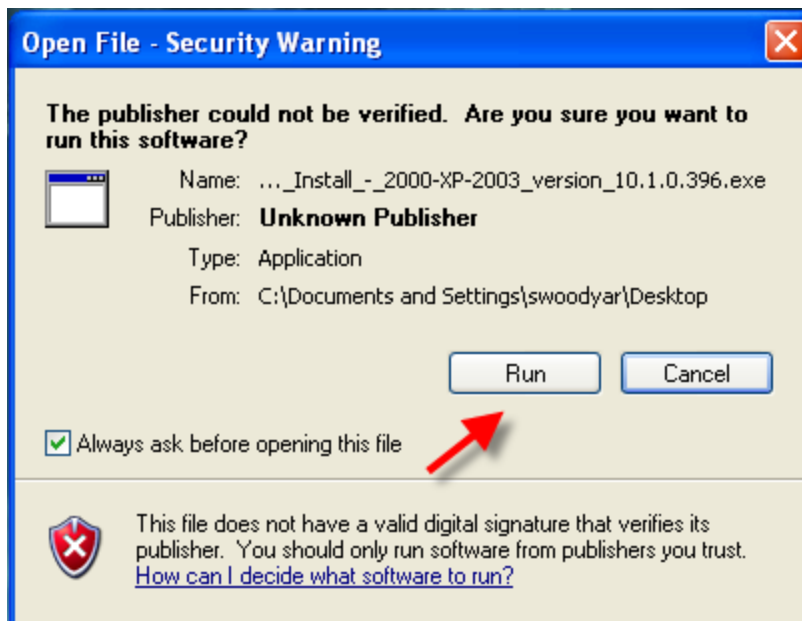 Open File - Security Warning
The publisher could not be verified. Are you sure you want to
run this software?
Name: ..._Install_-_2000-XP-2003_version_10.1.0.396.exe
Publisher: Unknown Publisher
Type: Application
From: C:\Documents and Settings\swoodyar\Desktop
Run Cancel
Always ask before opening this file
This file does not have a valid digital signature that verifies its
publisher. You should only run software from publishers you trust.
How can I decide what software to run?